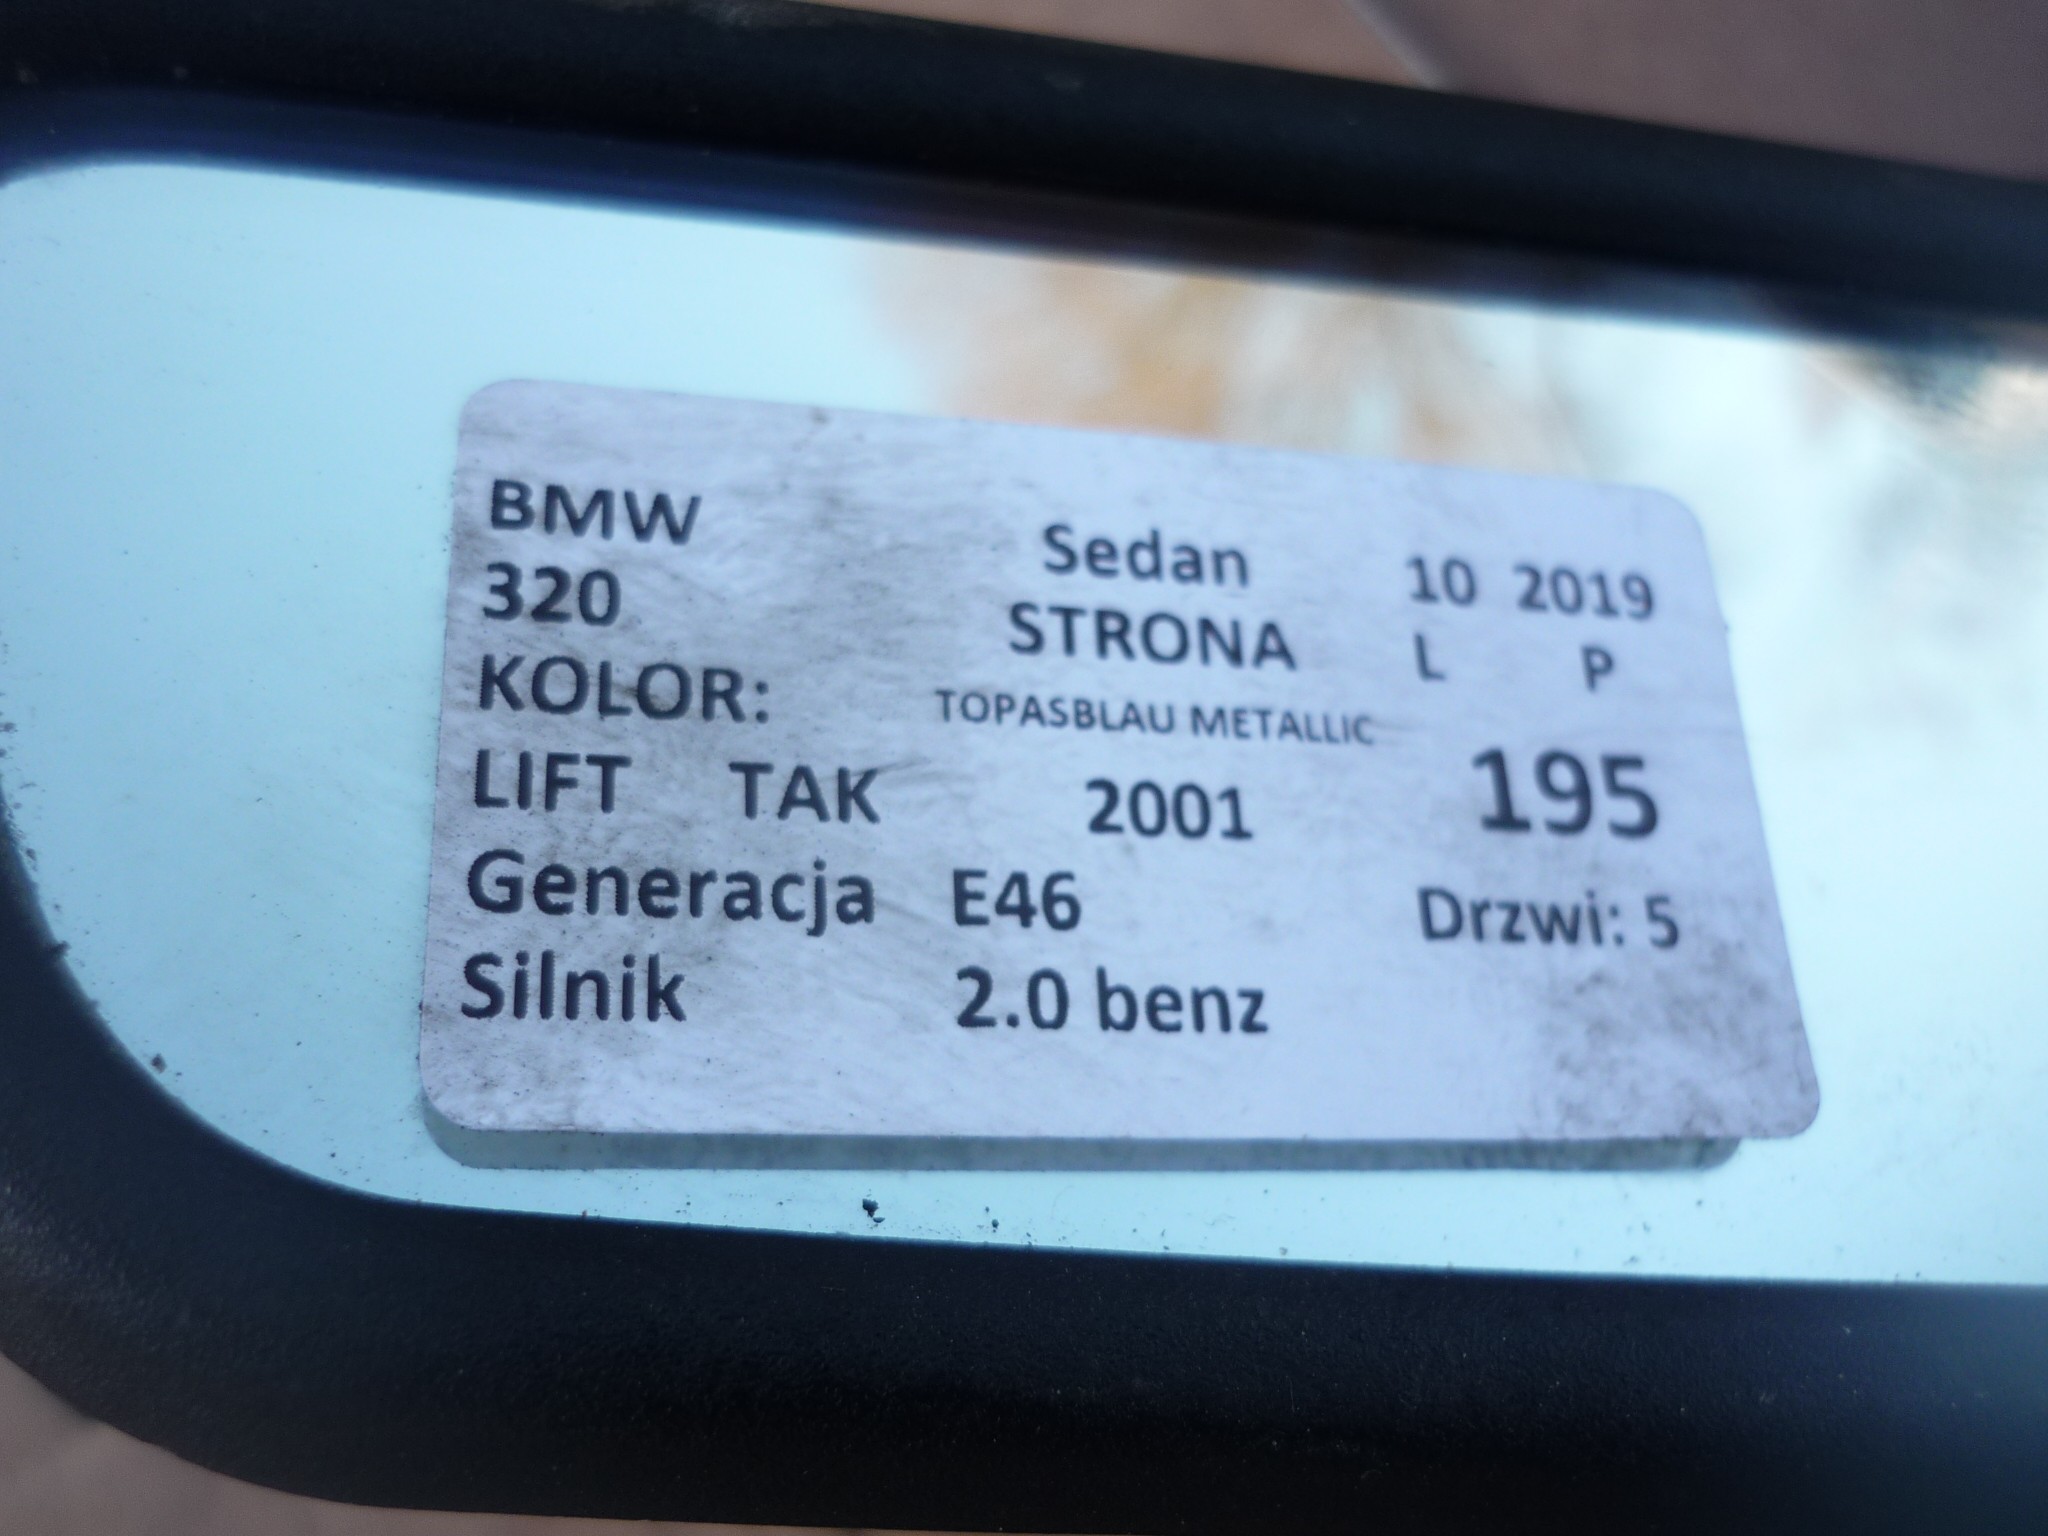 BMW Sedan 10 2019
320 STRONA L P
KOLOR: TOPASBLAU METALLIC
LIFT TAK 2001 195
Generacja E46 Drzwi: 5
Silnik 2.0 benz